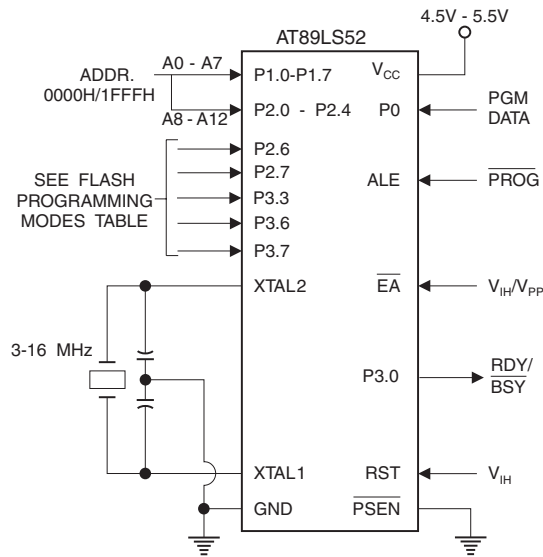 4.5V - 5.5V
AT89LS52
ADDR.
0000H/1FFFH
A0 - A7
P1.0-P1.7
VCC
A8 - A12
P2.0 - P2.4
P0
PGM
DATA
SEE FLASH
PROGRAMMING
MODES TABLE
P2.6
P2.7
P3.3
P3.6
P3.7
ALE
PROG
XTAL2
EA
VIH/VPP
3-16 MHz
P3.0
RDY/
BSY
XTAL1
RST
VIH
GND
PSEN